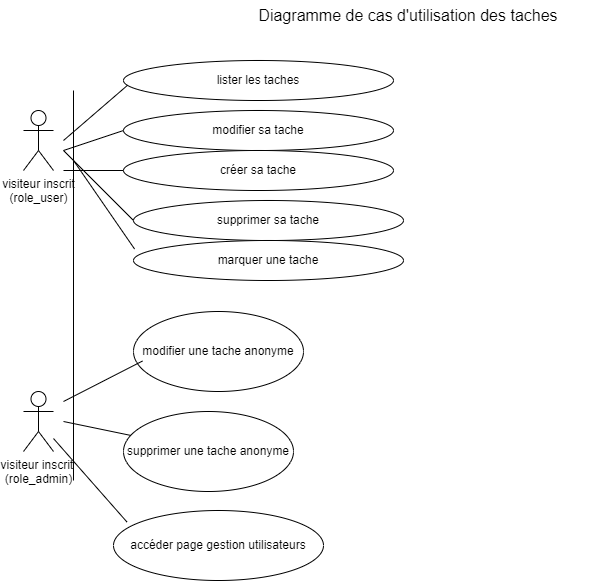 Diagramme de cas d'utilisation des taches
lister les taches
modifier sa tache
créer sa tache
visiteur inscrit
(role_user)
supprimer sa tache
marquer une tache
modifier une tache anonyme
supprimer une tache anonyme
visiteur inscrit
(role_admin)
accéder page gestion utilisateurs